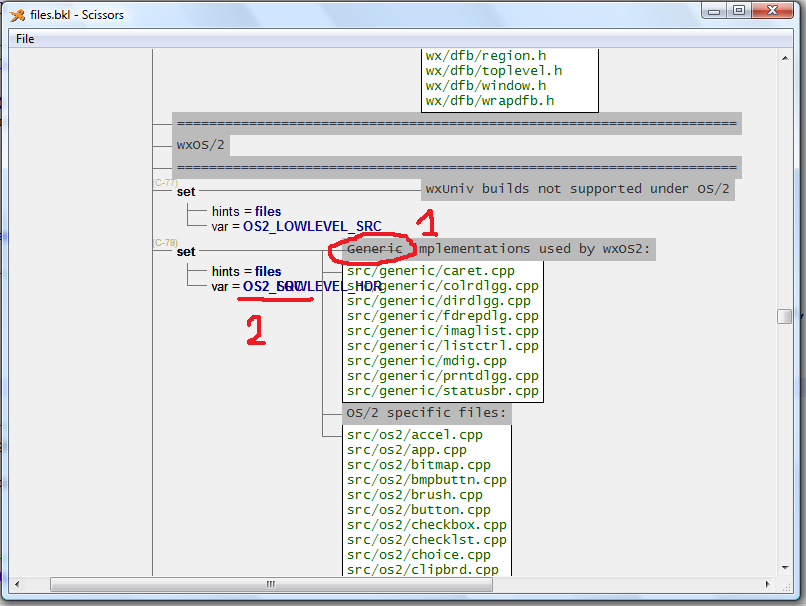 files.bkl - Scissors
File
wx/dfb/region.h
wx/dfb/toplevel.h
wx/dfb/window.h
wx/dfb/wrapdfb.h
=====================================================================
wxOS/2
=====================================================================
(C-77)
set wxUniv builds not supported under OS/2
hints = files
var = OS2_LOWLEVEL_SRC
1
(C-78)
set Generic mplementations used by wxOS2:
hints = files
src/generic/caret.cpp
var = OS2_LOWLEVEL_HDR
src/generic/colrdlgg.cpp
src/generic/dirdlgg.cpp
src/generic/fdrepdlg.cpp
2
src/generic/imaglist.cpp
src/generic/listctrl.cpp
src/generic/mdig.cpp
src/generic/prntdlgg.cpp
src/generic/statusbr.cpp
OS/2 specific files:
src/os2/accel.cpp
src/os2/app.cpp
src/os2/bitmap.cpp
src/os2/bmpbuttn.cpp
src/os2/brush.cpp
src/os2/button.cpp
src/os2/checkbox.cpp
src/os2/checklst.cpp
src/os2/choice.cpp
src/os2/clipbrd.cpp